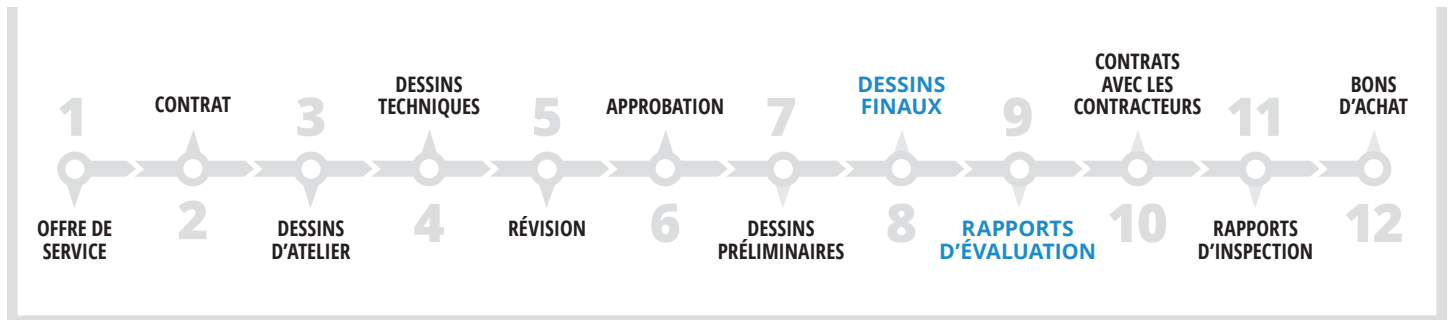 1
OFFRE DE
SERVICE
CONTRAT
2
3
DESSINS
D'ATELIER
DESSINS
TECHNIQUES
4
5
RÉVISION
APPROBATION
6
7
DESSINS
PRÉLIMINAIRES
DESSINS
FINAUX
8
9
RAPPORTS
D'ÉVALUATION
CONTRATS
AVEC LES
CONTRACTEURS
10
11
RAPPORTS
D'INSPECTION
BONS
D'ACHAT
12